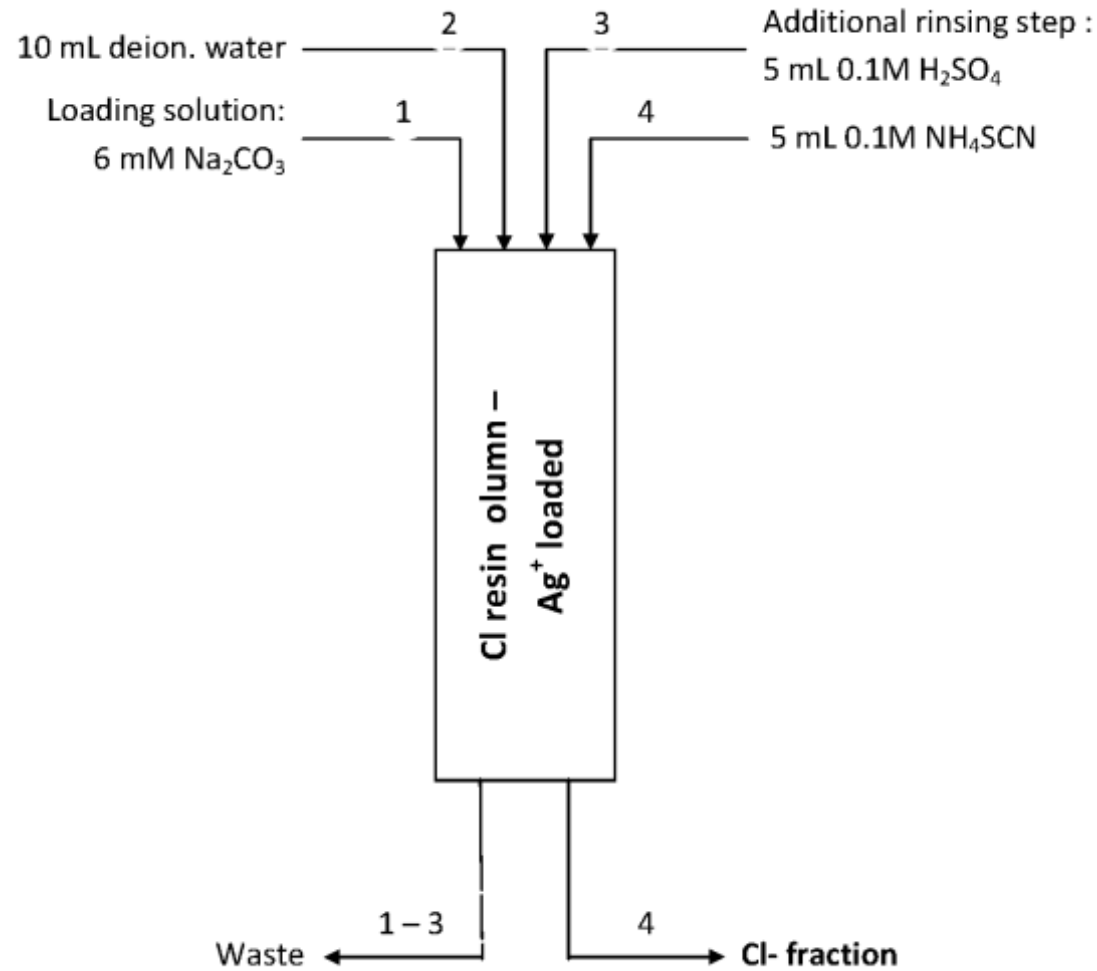 2
3
Additional rinsing step :
10 mL deion. water
5 mL 0.1M H₂SO₄
Loading solution:
1
4
5 mL 0.1M NH₄SCN
6 mM Na₂CO₃
Cl resin olumn –
Ag⁺ loaded
1 – 3
4
Waste
Cl- fraction